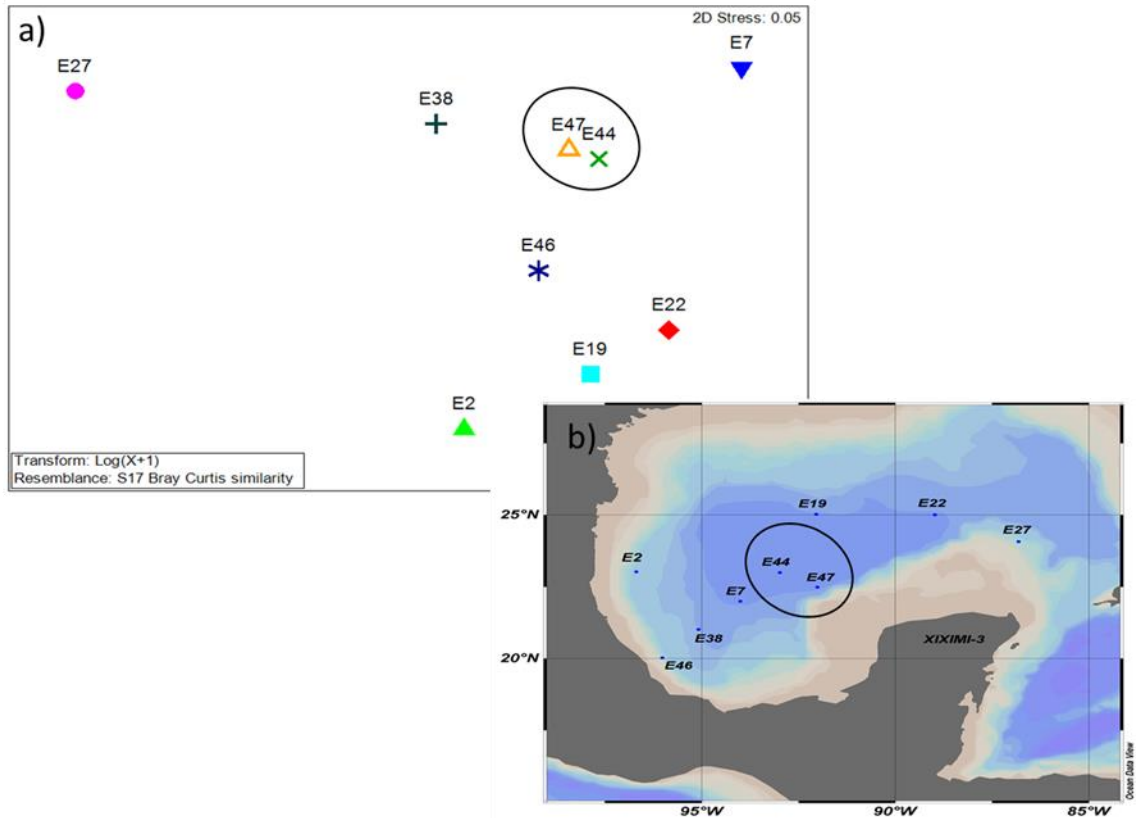 a)
2D Stress: 0.05
E7
E27
E38
E47
E44
E46
E22
E19
E2
Transform: Log(X+1)
Resemblance: S17 Bray Curtis similarity
b)
25°N
E19
E22
E27
E2
E44
E47
E7
E38
XIXIMI-3
20°N
E46
95°W
90°W
85°W
Ocean Data View